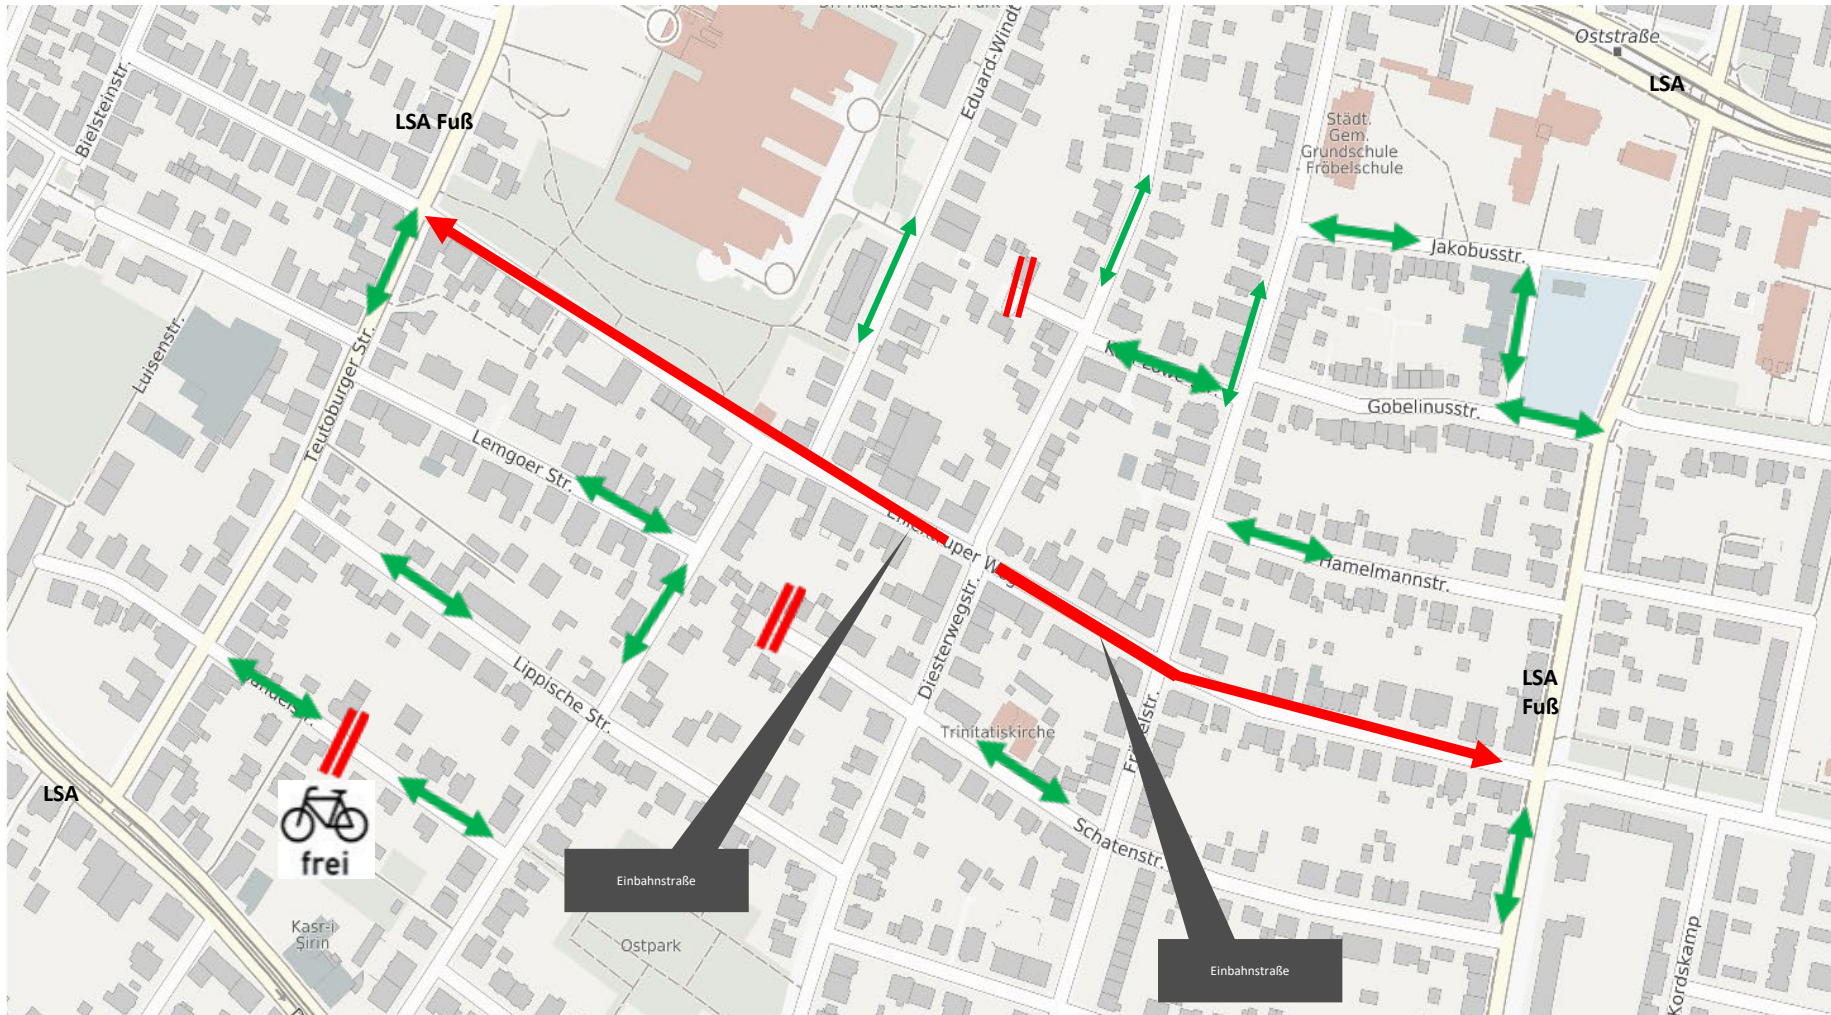 Oststraße
LSA
Eduard-Windt
Bielsteinstr.
LSA Fuß
Städt.
Gem.
Grundschule
Fröbelschule
Jakobusstr.
Luisenstr.
Teutoburger Str.
Gobelinusstr.
Lemgoer Str.
Weg
Hamelmannstr.
Diesterwegstr.
Lippische Str.
LSA
Fuß
Trinitatiskirche
LSA
frei
Schatenstr.
Einbahnstraße
Kasr-i
Şirin
Ostpark
Einbahnstraße
Kordskamp